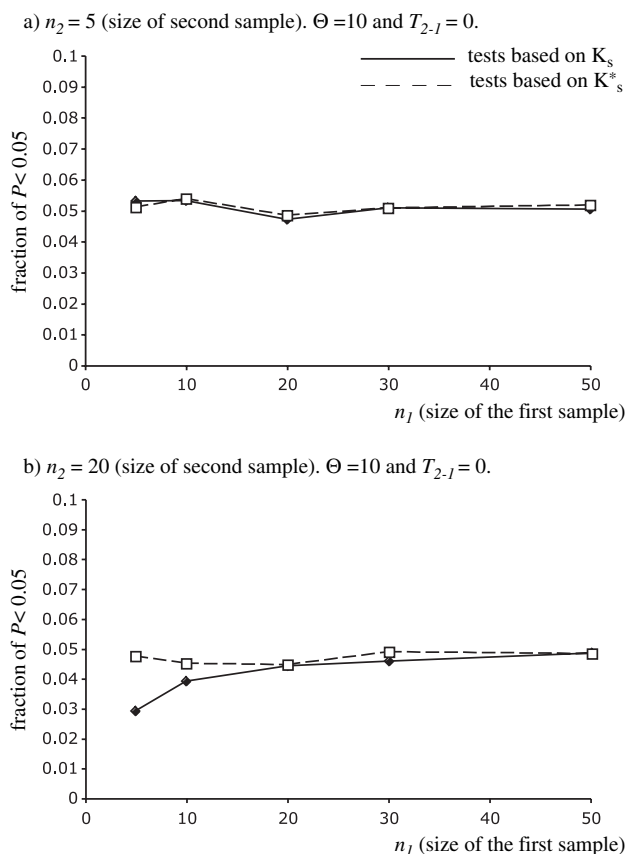 a) n2 = 5 (size of second sample). Θ =10 and T2-1 = 0.
0.1
0.09
0.08
0.07
0.06
0.05
0.04
0.03
0.02
0.01
0
fraction of P< 0.05
tests based on Ks
tests based on K*s
0 10 20 30 40 50
n1 (size of the first sample)
b) n2 = 20 (size of second sample). Θ =10 and T2-1 = 0.
0.1
0.09
0.08
0.07
0.06
0.05
0.04
0.03
0.02
0.01
0
fraction of P< 0.05
0 10 20 30 40 50
n1 (size of the first sample)